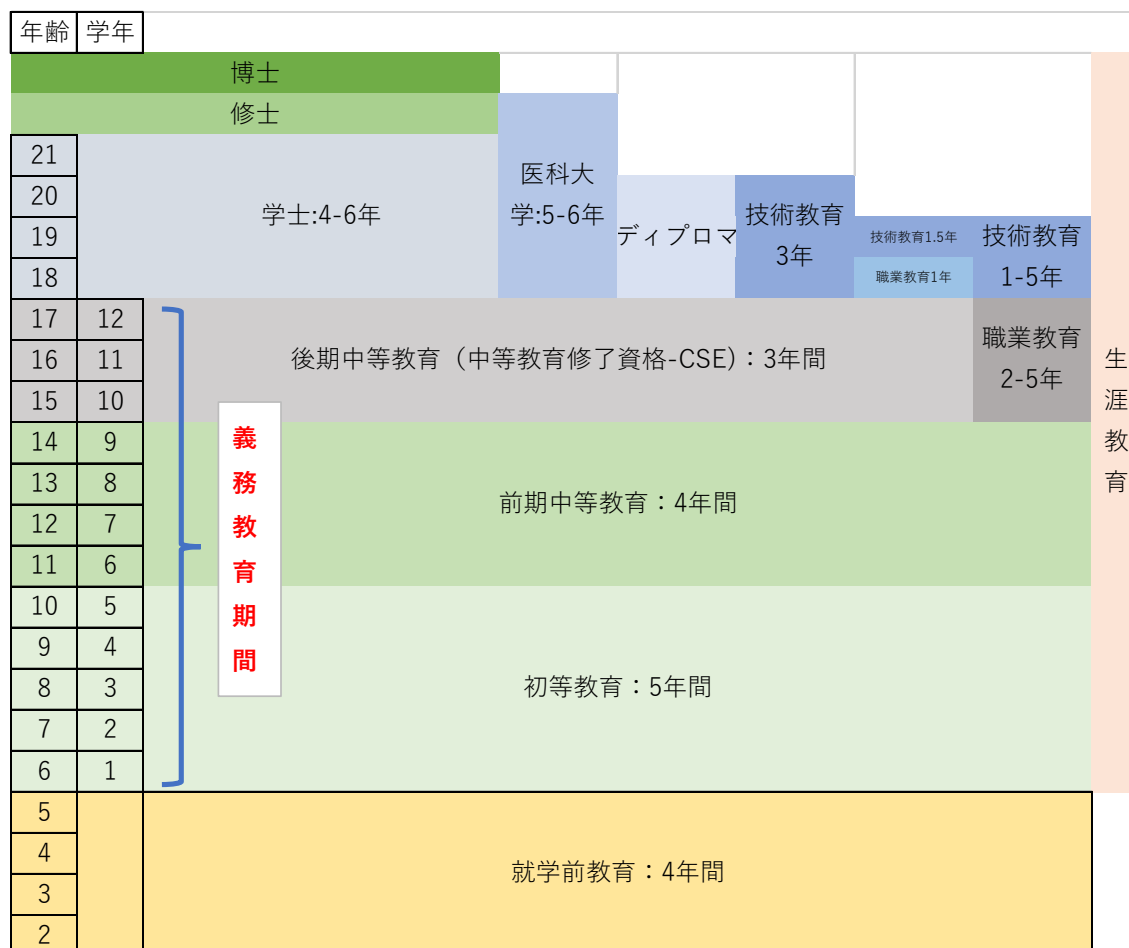 年齢 学年
博士
修士
21
医科大
学:5-6年
20
学士:4-6年
技術教育
3年
ディプロマ
19
技術教育1.5年
技術教育
1-5年
18
職業教育1年
17 12
後期中等教育（中等教育修了資格-CSE)：3年間
職業教育
2-5年
16 11
15 10
生
涯
教
育
義
務
教
育
期
間
14 9
13 8
前期中等教育：4年間
12 7
11 6
10 5
9 4
8 3
初等教育：5年間
7 2
6 1
5
4
就学前教育：4年間
3
2